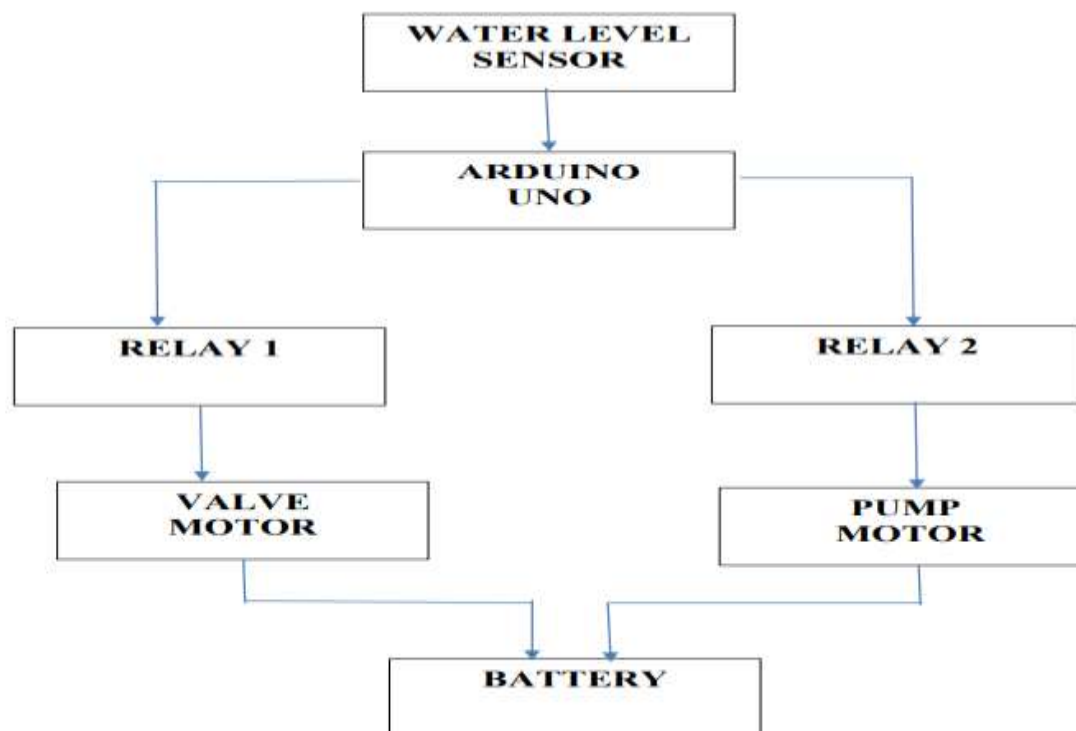 WATER LEVEL
SENSOR
ARDUINO
UNO
RELAY 1
RELAY 2
VALVE
MOTOR
PUMP
MOTOR
BATTERY